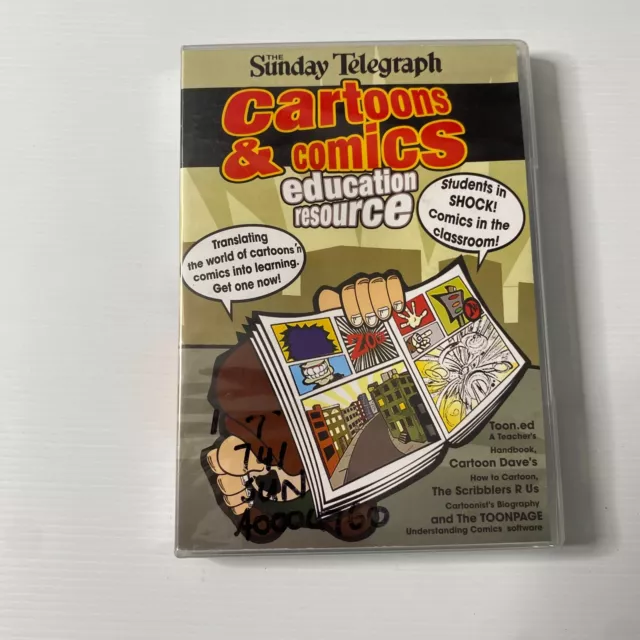 THE
Sunday Telegraph
cartoons
& comics
education
resource
Students in
SHOCK!
Comics in the
classroom!
Translating
the world of cartoons 'n
comics into learning.
Get one now!
ZOOM
Toon.ed
A Teacher's
Handbook,
Cartoon Dave's
How to Cartoon,
The Scribblers R Us
Cartoonist's Biography
and The TOONPAGE
Understanding Comics software
741
SUN